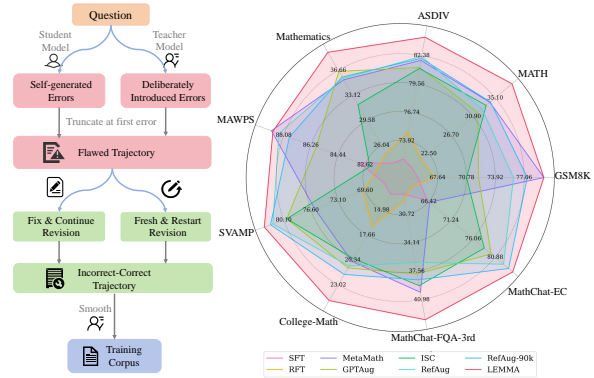 Question
Student
Model
Teacher
Model
Self-generated
Errors
Deliberately
Introduced Errors
Truncate at first error
Flawed Trajectory
Fix & Continue
Revision
Fresh & Restart
Revision
Incorrect-Correct
Trajectory
Smooth
Training
Corpus
ASDIV
Mathematics
MATH
MAWPS
GSM8K
SVAMP
MathChat-EC
College-Math
MathChat-FQA-3rd
82.38
79.56
76.74
73.92
36.66
33.12
29.58
26.04
35.10
30.90
26.70
22.50
88.08
86.26
84.44
82.62
67.64
70.78
73.92
77.06
80.10
76.60
73.10
69.60
66.42
71.24
76.06
80.88
14.98
17.66
20.34
23.02
30.72
34.14
37.56
40.98
SFT
MetaMath
ISC
RefAug-90k
RFT
GPTAug
RefAug
LEMMA